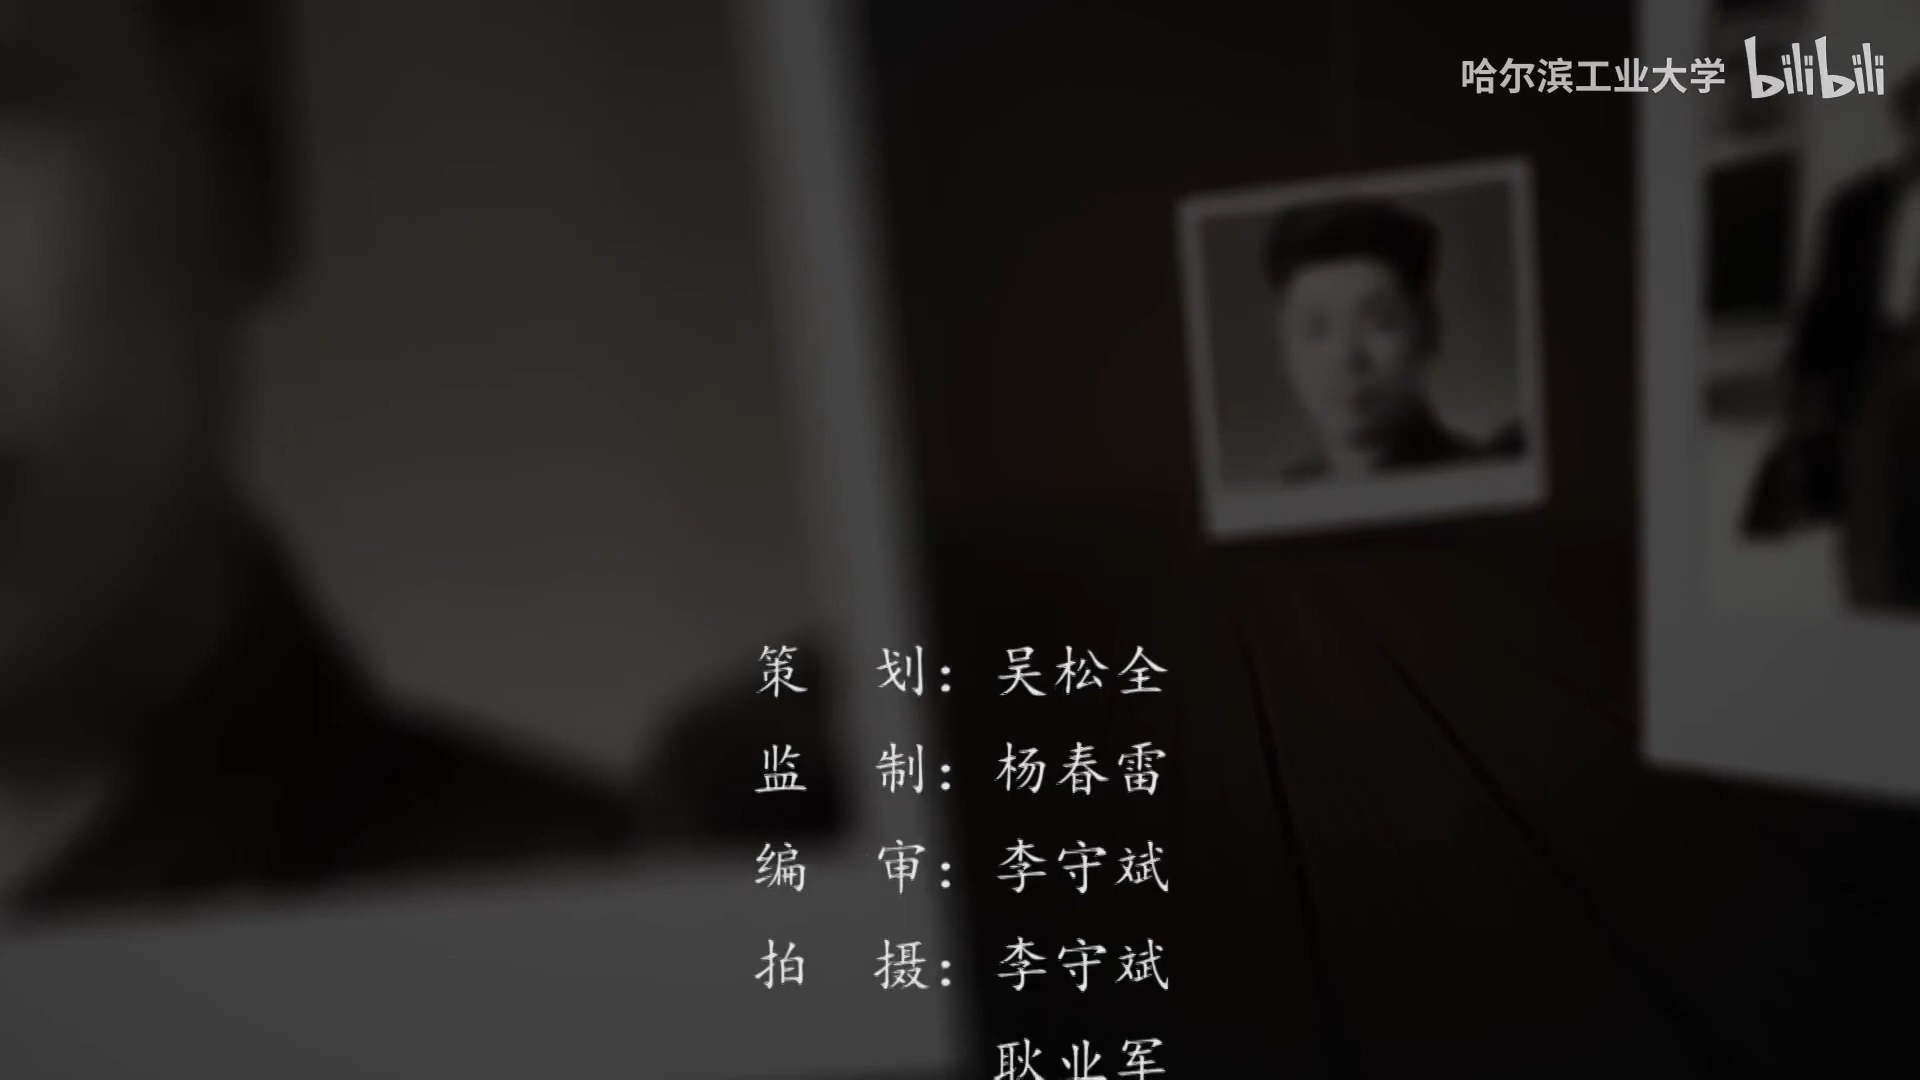 哈尔滨工业大学 bilibili
策 划：吴松全
监 制：杨春雷
编 审：李守斌
拍 摄：李守斌
耿业军